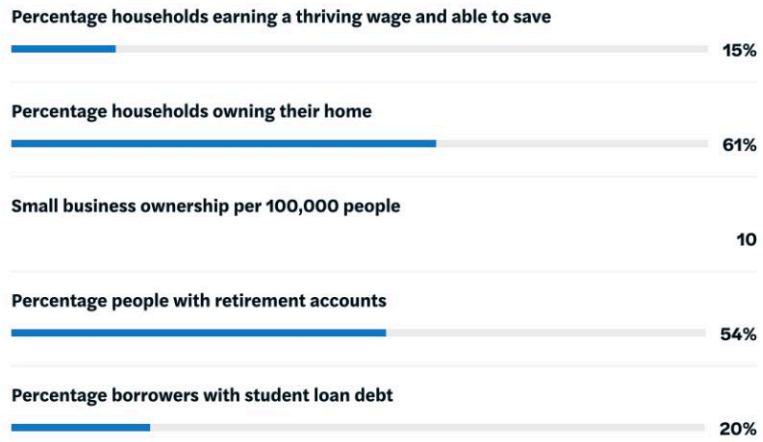 Percentage households earning a thriving wage and able to save
15%
Percentage households owning their home
61%
Small business ownership per 100,000 people
10
Percentage people with retirement accounts
54%
Percentage borrowers with student loan debt
20%